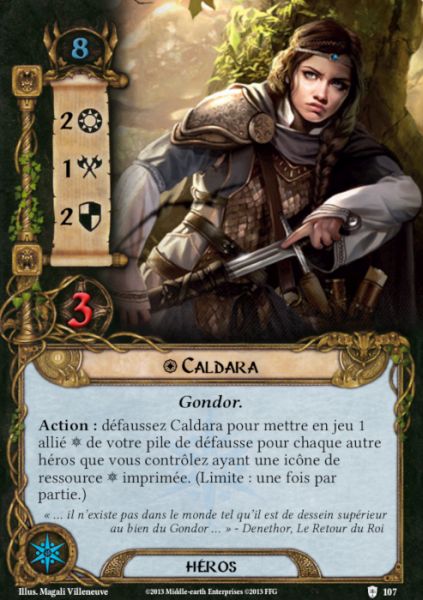 8
2
1
2
3
CALDARA
Gondor.
Action : défaussez Caldara pour mettre en jeu 1
allié de votre pile de défausse pour chaque autre
héros que vous contrôlez ayant une icône de
ressource imprimée. (Limite : une fois par
partie.)
« ... il n'existe pas dans le monde tel qu'il est de dessein supérieur
au bien du Gondor ... » - Denethor, Le Retour du Roi
HÉROS
Illus. Magali Villeneuve ©2013 Middle-earth Enterprises ©2013 FFG 107